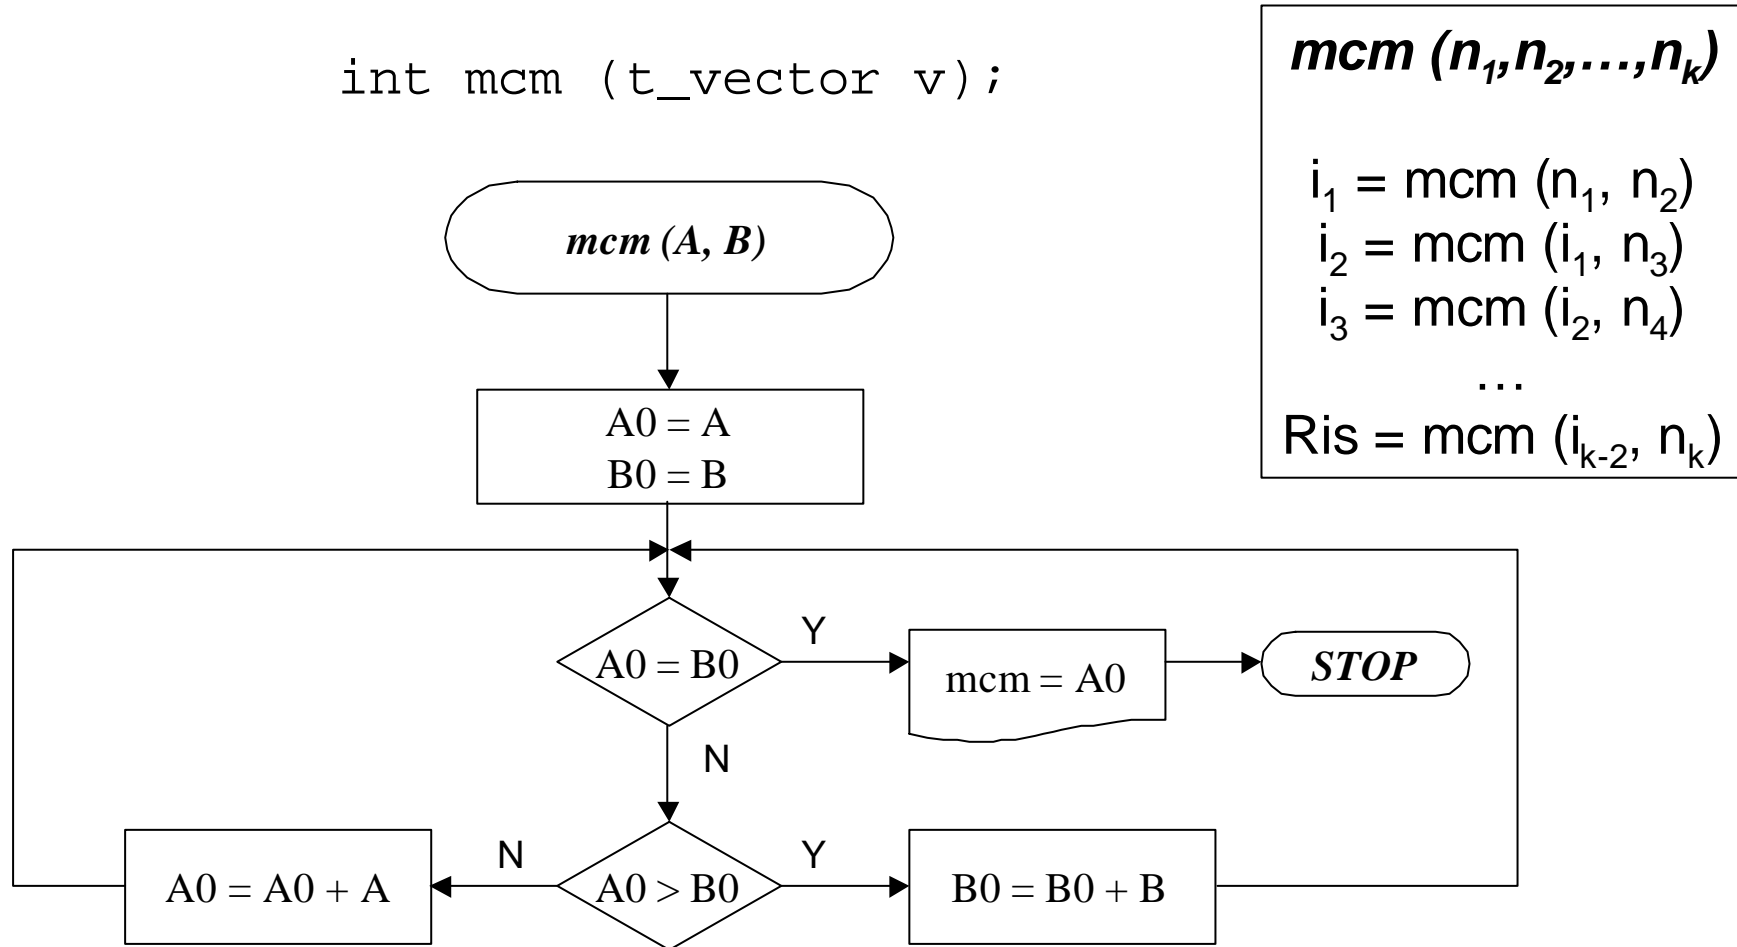 int mcm (t_vector v);
mcm (n1,n2,…,nk)
i1 = mcm (n1, n2)
i2 = mcm (i1, n3)
i3 = mcm (i2, n4)
…
Ris = mcm (ik-2, nk)
mcm (A, B)
A0 = A
B0 = B
A0 = B0
Y
mcm = A0
STOP
N
A0 > B0
N
A0 = A0 + A
Y
B0 = B0 + B